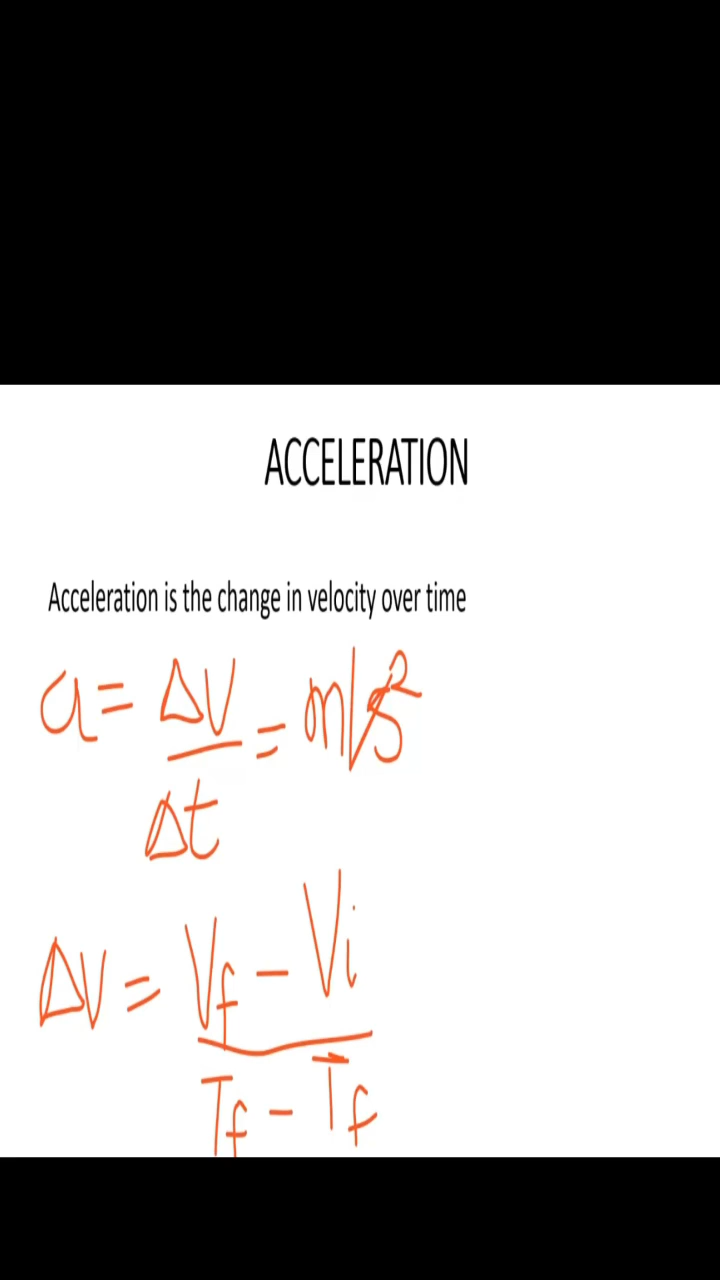 ACCELERATION
Acceleration is the change in velocity over time
a = ΔV/Δt = m/s²
ΔV = Vf - Vi
Tf - Tf